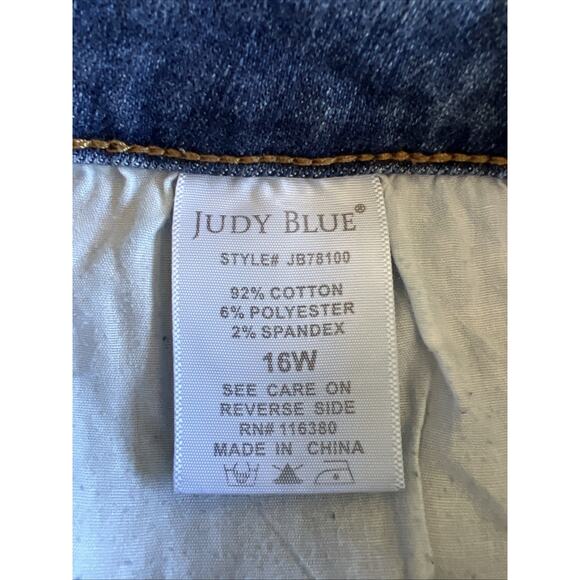 JUDY BLUE®
STYLE# JB78100
92% COTTON
6% POLYESTER
2% SPANDEX
16W
SEE CARE ON
REVERSE SIDE
RN# 116380
MADE IN CHINA